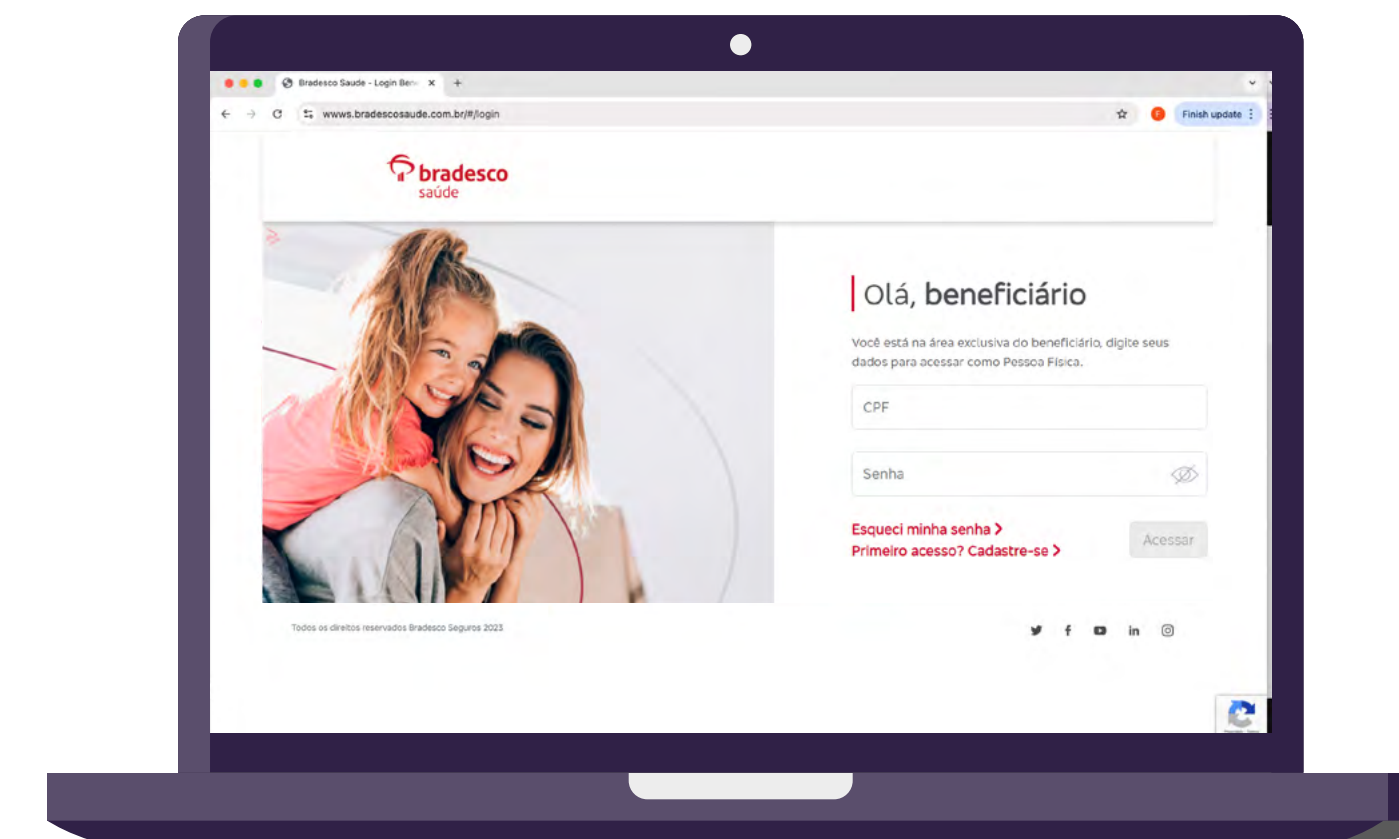 Bradesco Saude - Login Ben
wwws.bradescosaude.com.br/#/login
Finish update
bradesco
saúde
Olá, beneficiário
Você está na área exclusiva do beneficiário, digite seus
dados para acessar como Pessoa Física.
CPF
Senha
Esqueci minha senha
Acessar
Primeiro acesso? Cadastre-se
Todos os direitos reservados Bradesco Seguros 2023